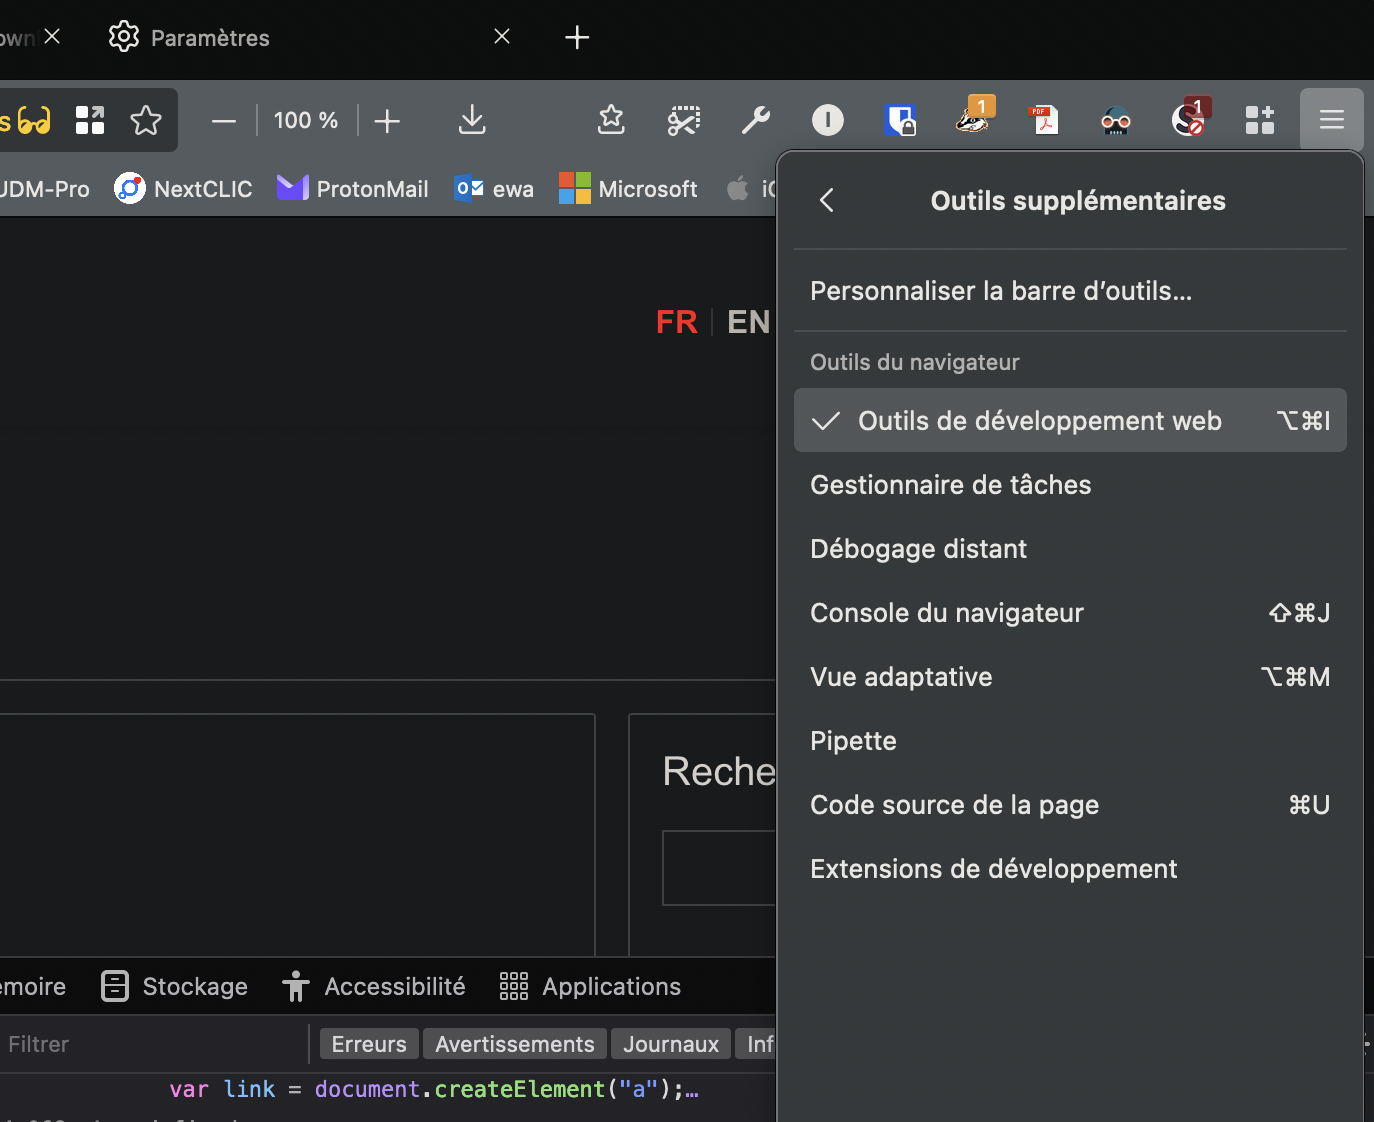 Paramètres
100 %
1
PDF
1
UDM-Pro
NextCLIC
ProtonMail
ewa
Microsoft
Outils supplémentaires
Personnaliser la barre d’outils…
FR
EN
Outils du navigateur
Outils de développement web ⌥⌘I
Gestionnaire de tâches
Débogage distant
Console du navigateur ⇧⌘J
Vue adaptative ⌥⌘M
Pipette
Code source de la page ⌘U
Extensions de développement
Reche
émoire
Stockage
Accessibilité
Applications
Filtrer
Erreurs
Avertissements
Journaux
Inf
var link = document.createElement("a");…